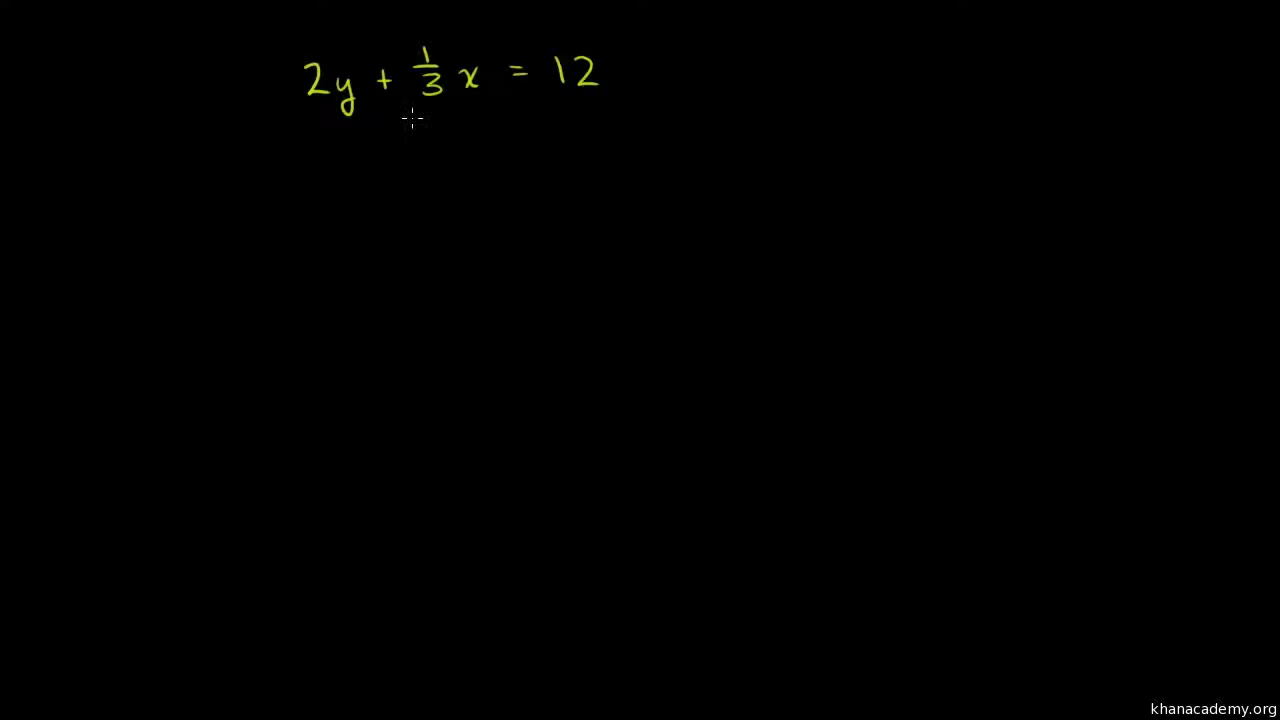 2y + 1/3 x = 12
khanacademy.org